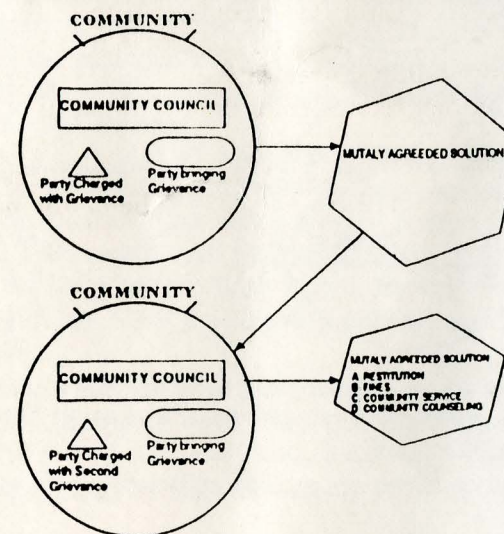 COMMUNITY
COMMUNITY COUNCIL
Party Charged
with Grievance
Party bringing
Grievance
MUTALY AGREEDED SOLUTION
COMMUNITY
COMMUNITY COUNCIL
Party Charged
with Second
Grievance
Party bringing
Grievance
MUTALY AGREEDED SOLUTION
A RESTITUTION
B FINES
C. COMMUNITY SERVICE
D. COMMUNITY COUNSELING